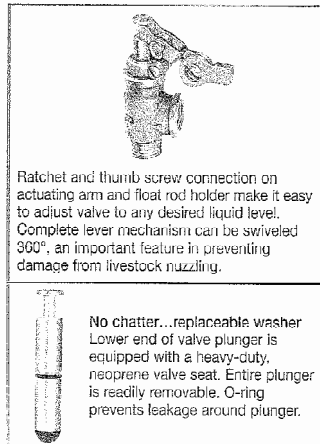 Ratchet and thumb screw connection on
actuating arm and float rod holder make it easy
to adjust valve to any desired liquid level.
Complete lever mechanism can be swiveled
360°, an important feature in preventing
damage from livestock nuzzling.
No chatter...replaceable washer
Lower end of valve plunger is
equipped with a heavy-duty,
neoprene valve seat. Entire plunger
is readily removable. O-ring
prevents leakage around plunger.